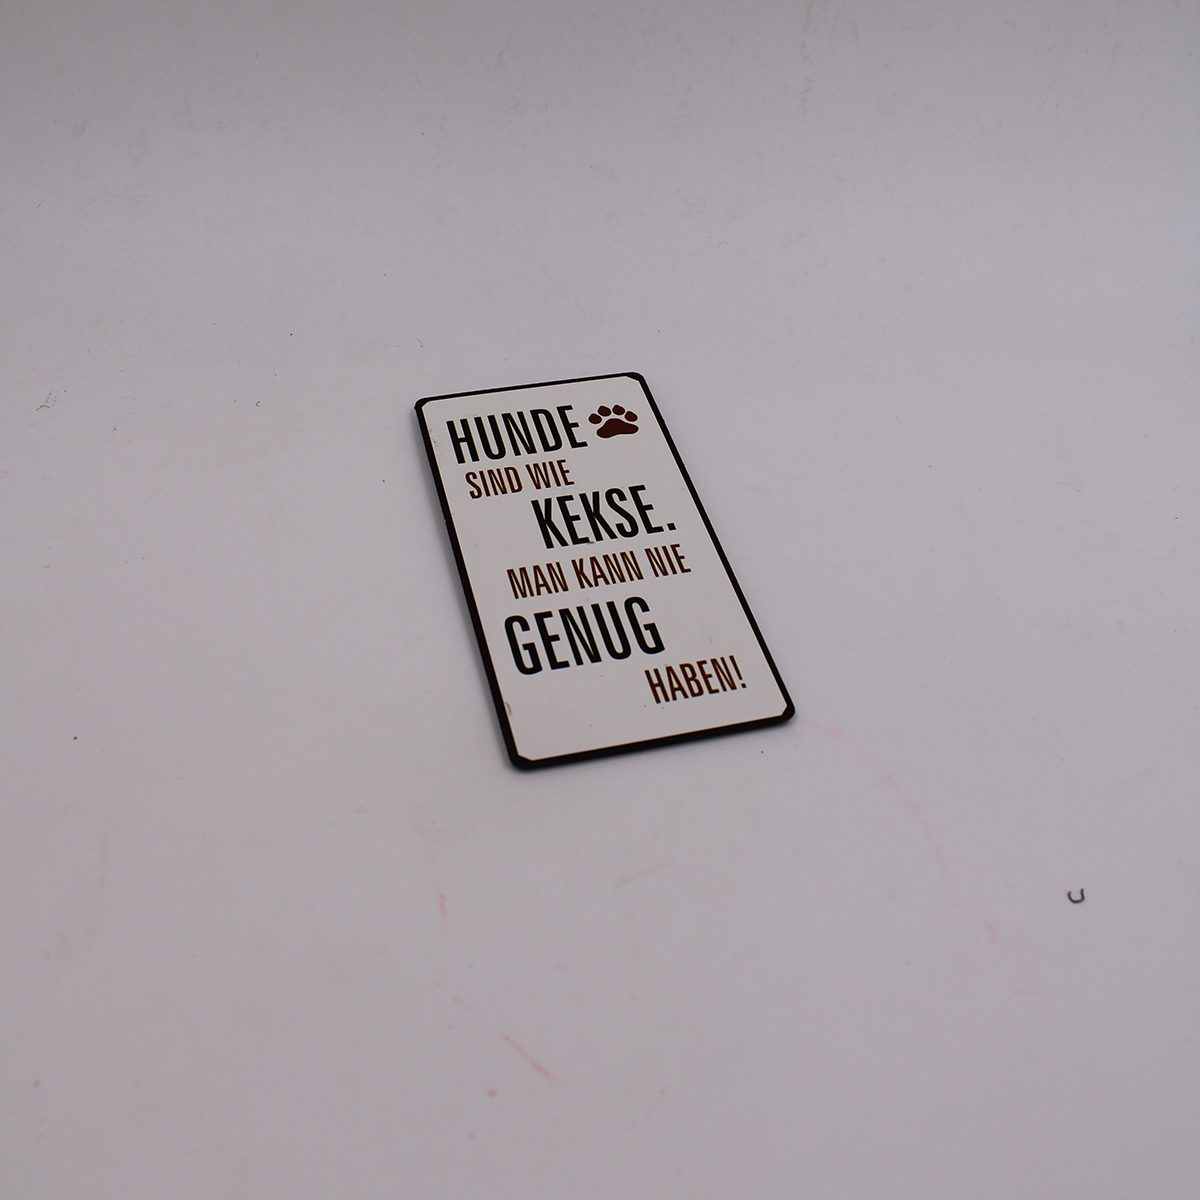 HUNDE
SIND WIE
KEKSE.
MAN KANN NIE
GENUG
HABEN!